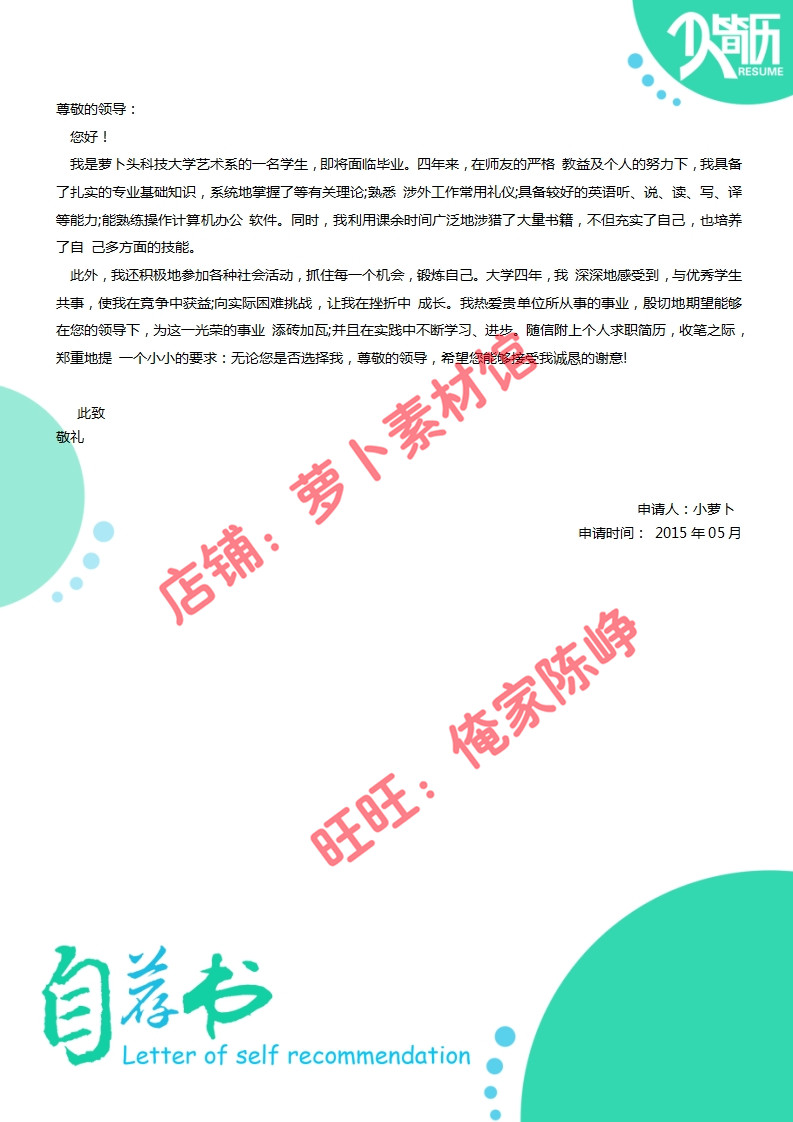 个人简历
RESUME
尊敬的领导：
您好！
我是萝卜头科技大学艺术系的一名学生，即将面临毕业。四年来，在师友的严格 教益及个人的努力下，我具备
了扎实的专业基础知识，系统地掌握了等有关理论;熟悉 涉外工作常用礼仪;具备较好的英语听、说、读、写、译
等能力;能熟练操作计算机办公 软件。同时，我利用课余时间广泛地涉猎了大量书籍，不但充实了自己，也培养
了自 己多方面的技能。
此外，我还积极地参加各种社会活动，抓住每一个机会，锻炼自己。大学四年，我 深深地感受到，与优秀学生
共事，使我在竞争中获益;向实际困难挑战，让我在挫折中 成长。我热爱贵单位所从事的事业，殷切地期望能够
在您的领导下，为这一光荣的事业 添砖加瓦;并且在实践中不断学习、进步。随信附上个人求职简历，收笔之际，
郑重地提 一个小小的要求：无论您是否选择我，尊敬的领导，希望您能够接受我诚恳的谢意!
此致
敬礼
申请人：小萝卜
申请时间： 2015 年 05 月
店铺：萝卜素材馆
旺旺：俺家陈峥
自荐书
Letter of self recommendation